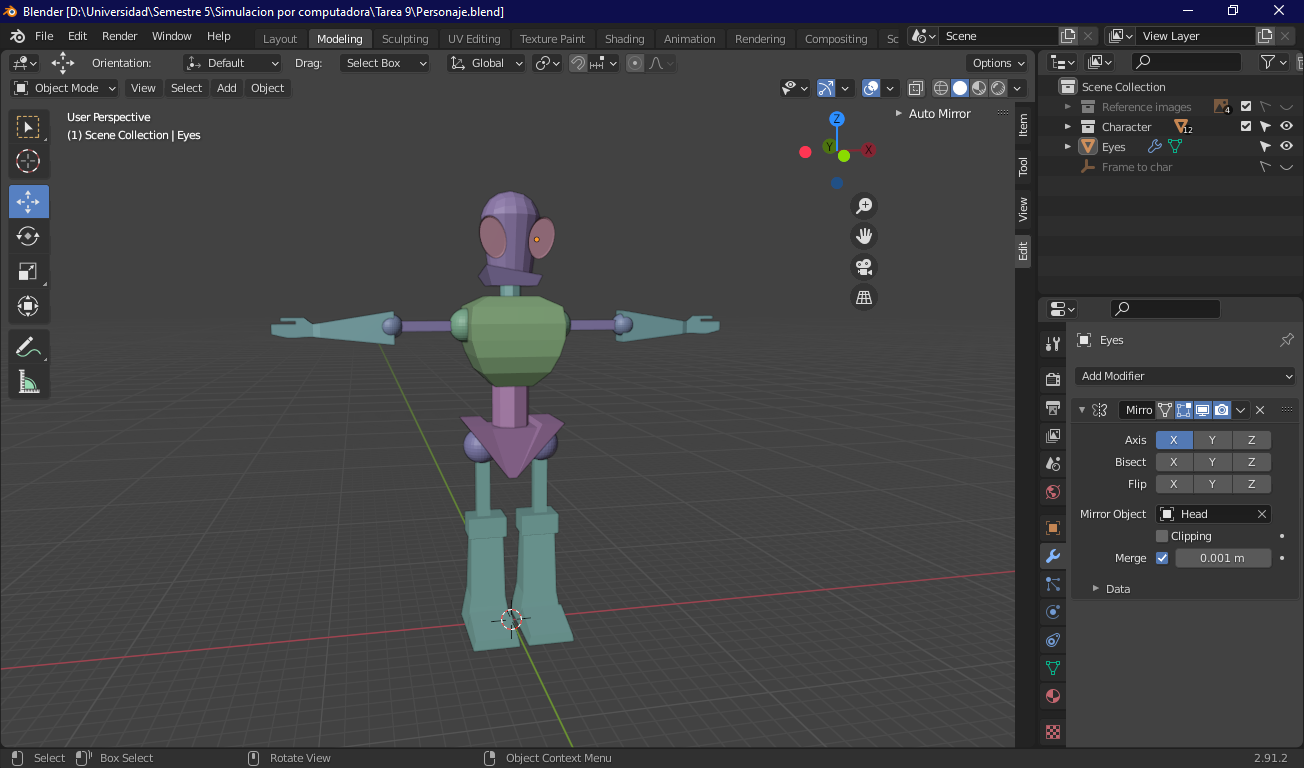 Blender [D:\Universidad\Semestre 5\Simulacion por computadora\Tarea 9\Personaje.blend]
File Edit Render Window Help Layout Modeling Sculpting UV Editing Texture Paint Shading Animation Rendering Compositing Sc Scene View Layer
Orientation: Default Drag: Select Box Global Options
Object Mode View Select Add Object
User Perspective
(1) Scene Collection | Eyes
Auto Mirror
Z
Y
X
Item
Tool
View
Edit
Scene Collection
Reference images 4
Character 12
Eyes
Frame to char
Eyes
Add Modifier
Mirro
Axis X Y Z
Bisect X Y Z
Flip X Y Z
Mirror Object Head
Clipping
Merge 0.001 m
Data
Select Box Select Rotate View Object Context Menu 2.91.2